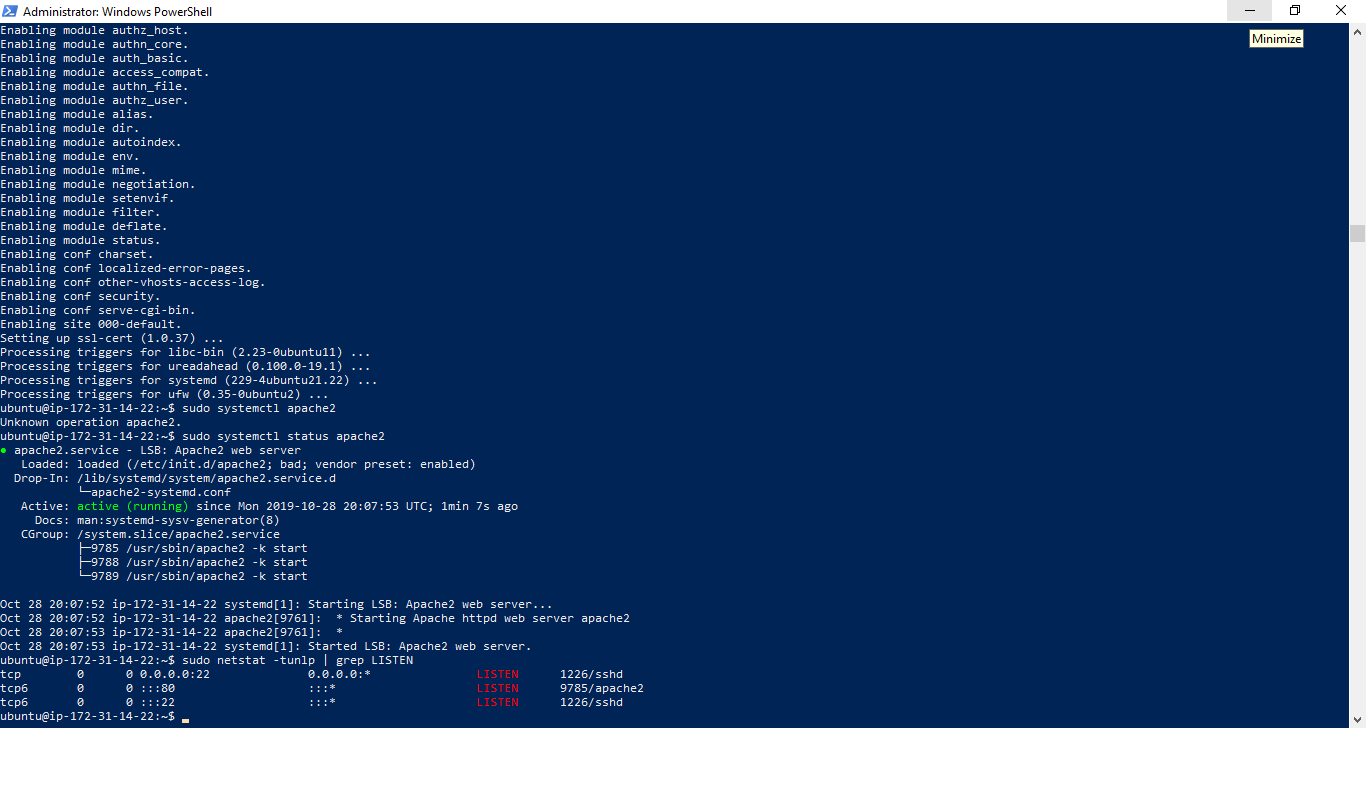 Administrator: Windows PowerShell
Minimize
Enabling module authz_host.
Enabling module authn_core.
Enabling module auth_basic.
Enabling module access_compat.
Enabling module authn_file.
Enabling module authz_user.
Enabling module alias.
Enabling module dir.
Enabling module autoindex.
Enabling module env.
Enabling module mime.
Enabling module negotiation.
Enabling module setenvif.
Enabling module filter.
Enabling module deflate.
Enabling module status.
Enabling conf charset.
Enabling conf localized-error-pages.
Enabling conf other-vhosts-access-log.
Enabling conf security.
Enabling conf serve-cgi-bin.
Enabling site 000-default.
Setting up ssl-cert (1.0.37) ...
Processing triggers for libc-bin (2.23-0ubuntu11) ...
Processing triggers for ureadahead (0.100.0-19.1) ...
Processing triggers for systemd (229-4ubuntu21.22) ...
Processing triggers for ufw (0.35-0ubuntu2) ...
ubuntu@ip-172-31-14-22:~$ sudo systemctl apache2
Unknown operation apache2.
ubuntu@ip-172-31-14-22:~$ sudo systemctl status apache2
● apache2.service - LSB: Apache2 web server
   Loaded: loaded (/etc/init.d/apache2; bad; vendor preset: enabled)
  Drop-In: /lib/systemd/system/apache2.service.d
           └─apache2-systemd.conf
   Active: active (running) since Mon 2019-10-28 20:07:53 UTC; 1min 7s ago
     Docs: man:systemd-sysv-generator(8)
   CGroup: /system.slice/apache2.service
           ├─9785 /usr/sbin/apache2 -k start
           ├─9788 /usr/sbin/apache2 -k start
           └─9789 /usr/sbin/apache2 -k start
Oct 28 20:07:52 ip-172-31-14-22 systemd[1]: Starting LSB: Apache2 web server...
Oct 28 20:07:52 ip-172-31-14-22 apache2[9761]:  * Starting Apache httpd web server apache2
Oct 28 20:07:53 ip-172-31-14-22 apache2[9761]:  *
Oct 28 20:07:53 ip-172-31-14-22 systemd[1]: Started LSB: Apache2 web server.
ubuntu@ip-172-31-14-22:~$ sudo netstat -tunlp | grep LISTEN
tcp        0      0 0.0.0.0:22              0.0.0.0:*               LISTEN      1226/sshd
tcp6       0      0 :::80                   :::*                    LISTEN      9785/apache2
tcp6       0      0 :::22                   :::*                    LISTEN      1226/sshd
ubuntu@ip-172-31-14-22:~$